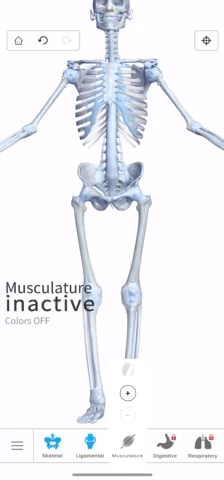 Musculature
inactive
Colors OFF
Skeletal
Ligamental
Musculature
Digestive
Respiratory